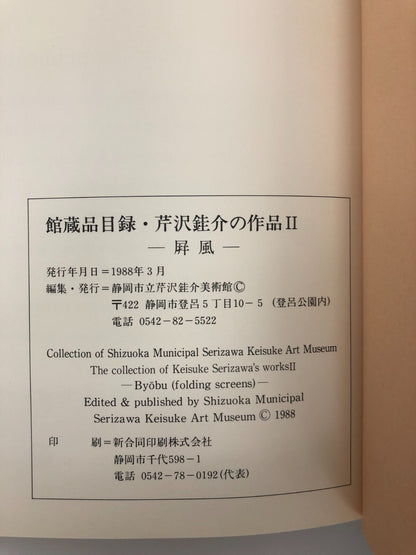 館蔵品目録・芹沢銈介の作品II
—屛 風—
発行年月日＝1988年3月
編集・発行＝静岡市立芹沢銈介美術館Ⓒ
〒422 静岡市登呂5丁目10-5 (登呂公園内)
電話 0542-82-5522
Collection of Shizuoka Municipal Serizawa Keisuke Art Museum
The collection of Keisuke Serizawa's worksII
—Byōbu (folding screens)—
Edited & published by Shizuoka Municipal
Serizawa Keisuke Art Museum Ⓒ 1988
印 刷＝新合同印刷株式会社
静岡市千代598-1
電話 0542-78-0192(代表)